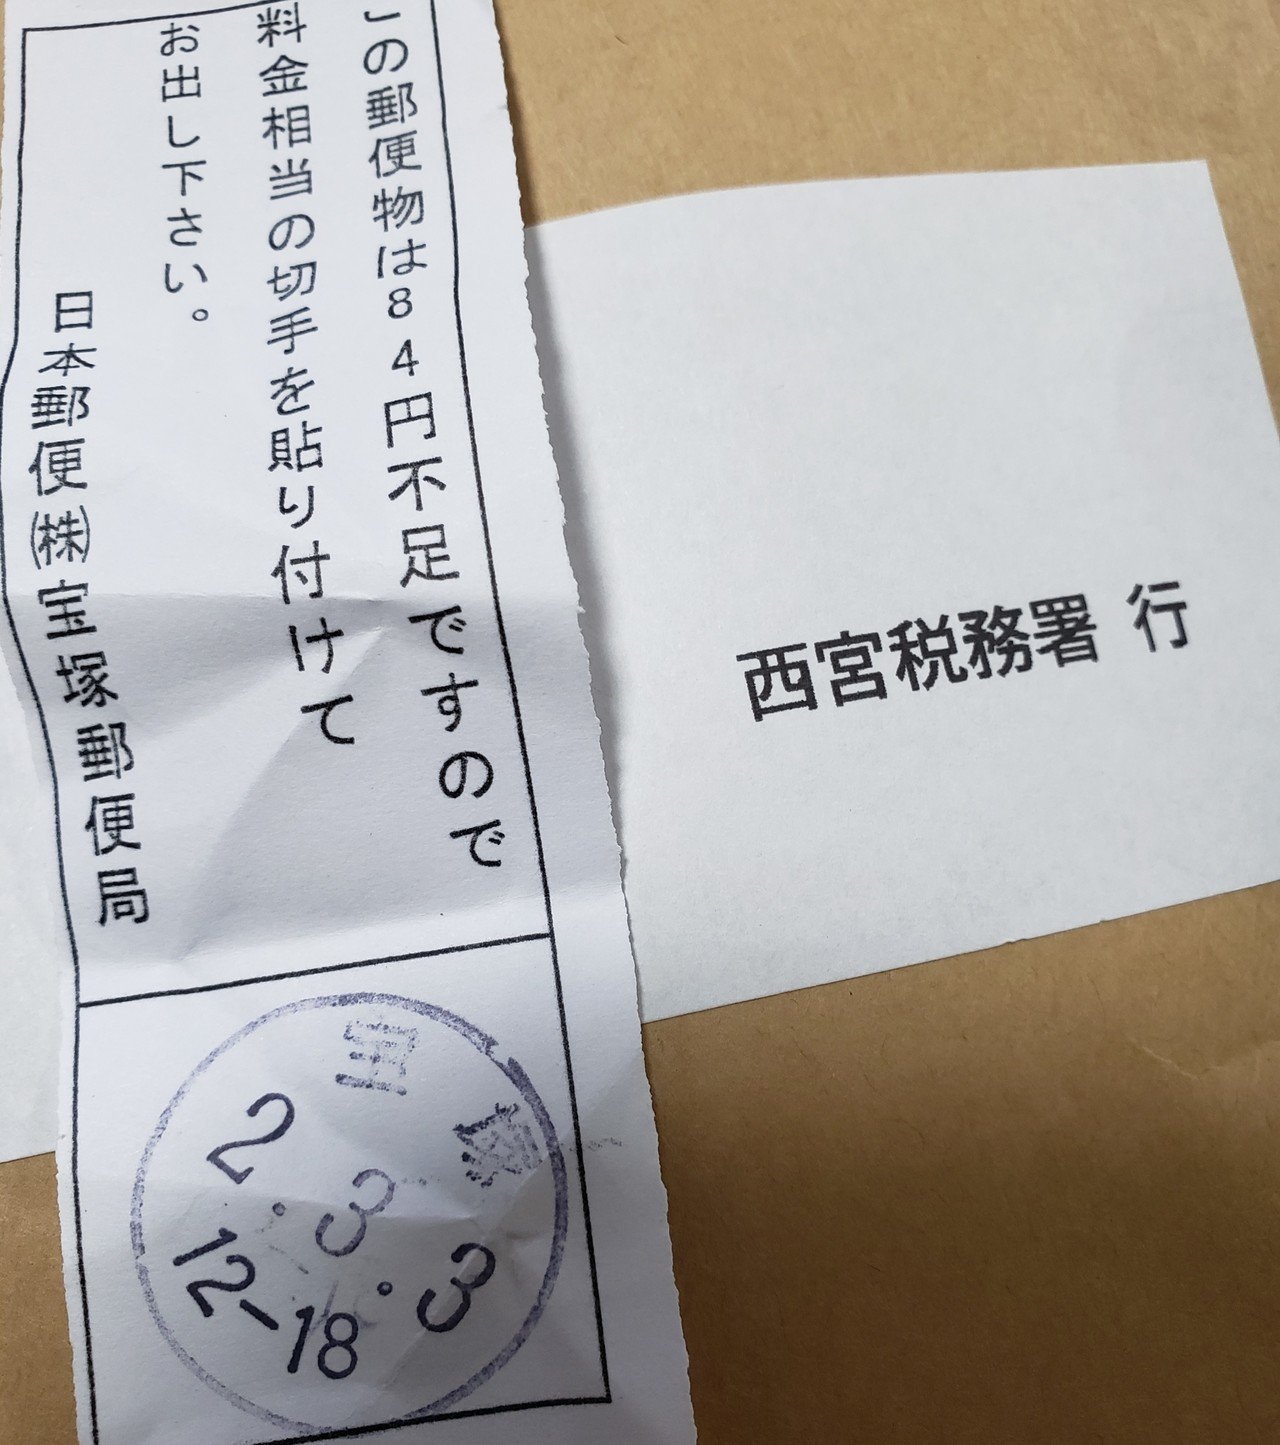 この郵便物は84円不足ですので
料金相当の切手を貼り付けて
お出し下さい。
日本郵便㈱宝塚郵便局
宝塚
2.3.3
12-18
西宮税務署 行